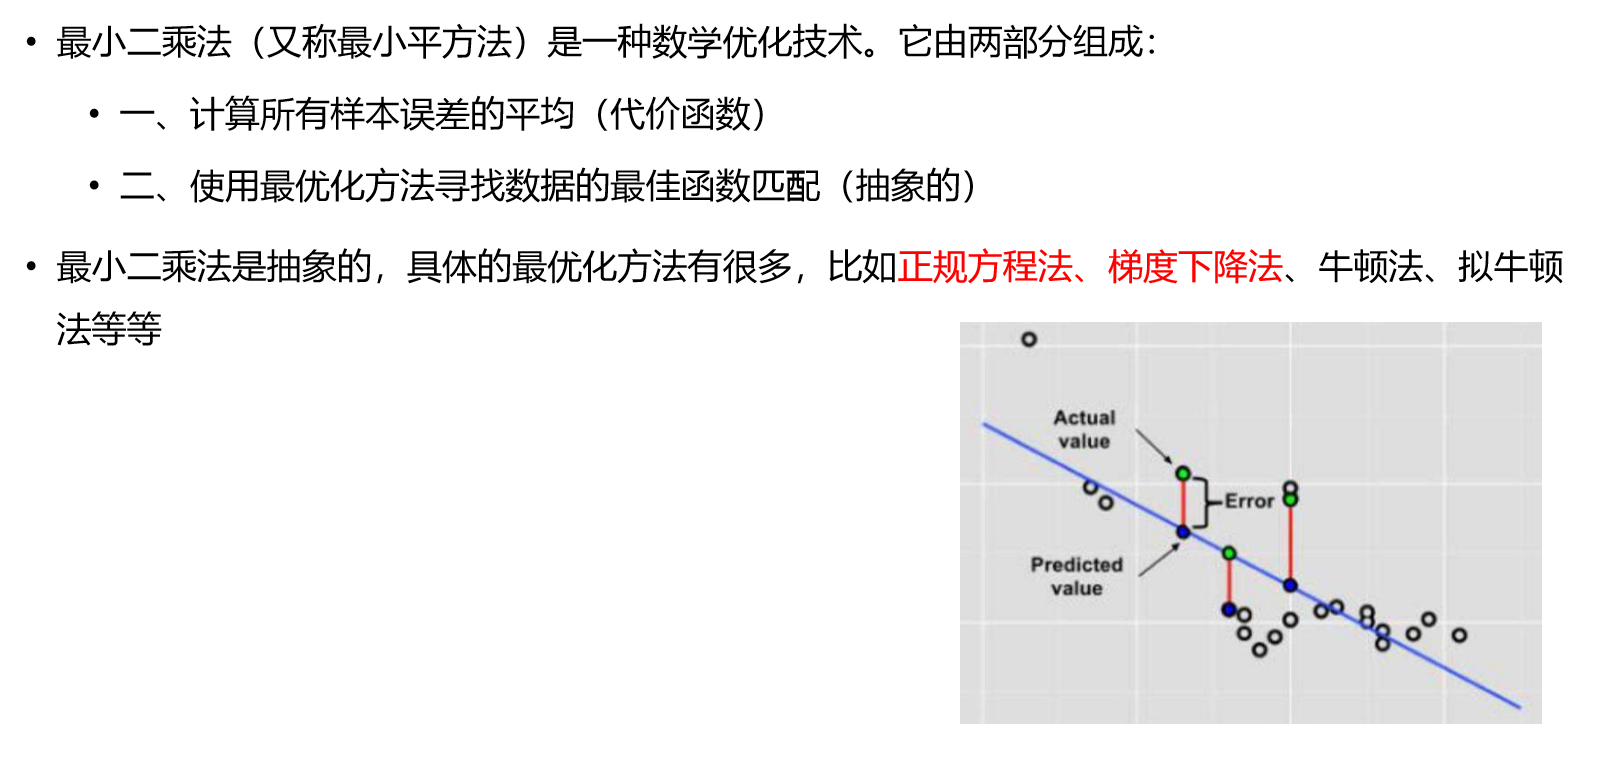 • 最小二乘法（又称最小平方法）是一种数学优化技术。它由两部分组成：
• 一、计算所有样本误差的平均（代价函数）
• 二、使用最优化方法寻找数据的最佳函数匹配（抽象的）
• 最小二乘法是抽象的，具体的最优化方法有很多，比如正规方程法、梯度下降法、牛顿法、拟牛顿
法等等
Actual
value
Error
Predicted
value